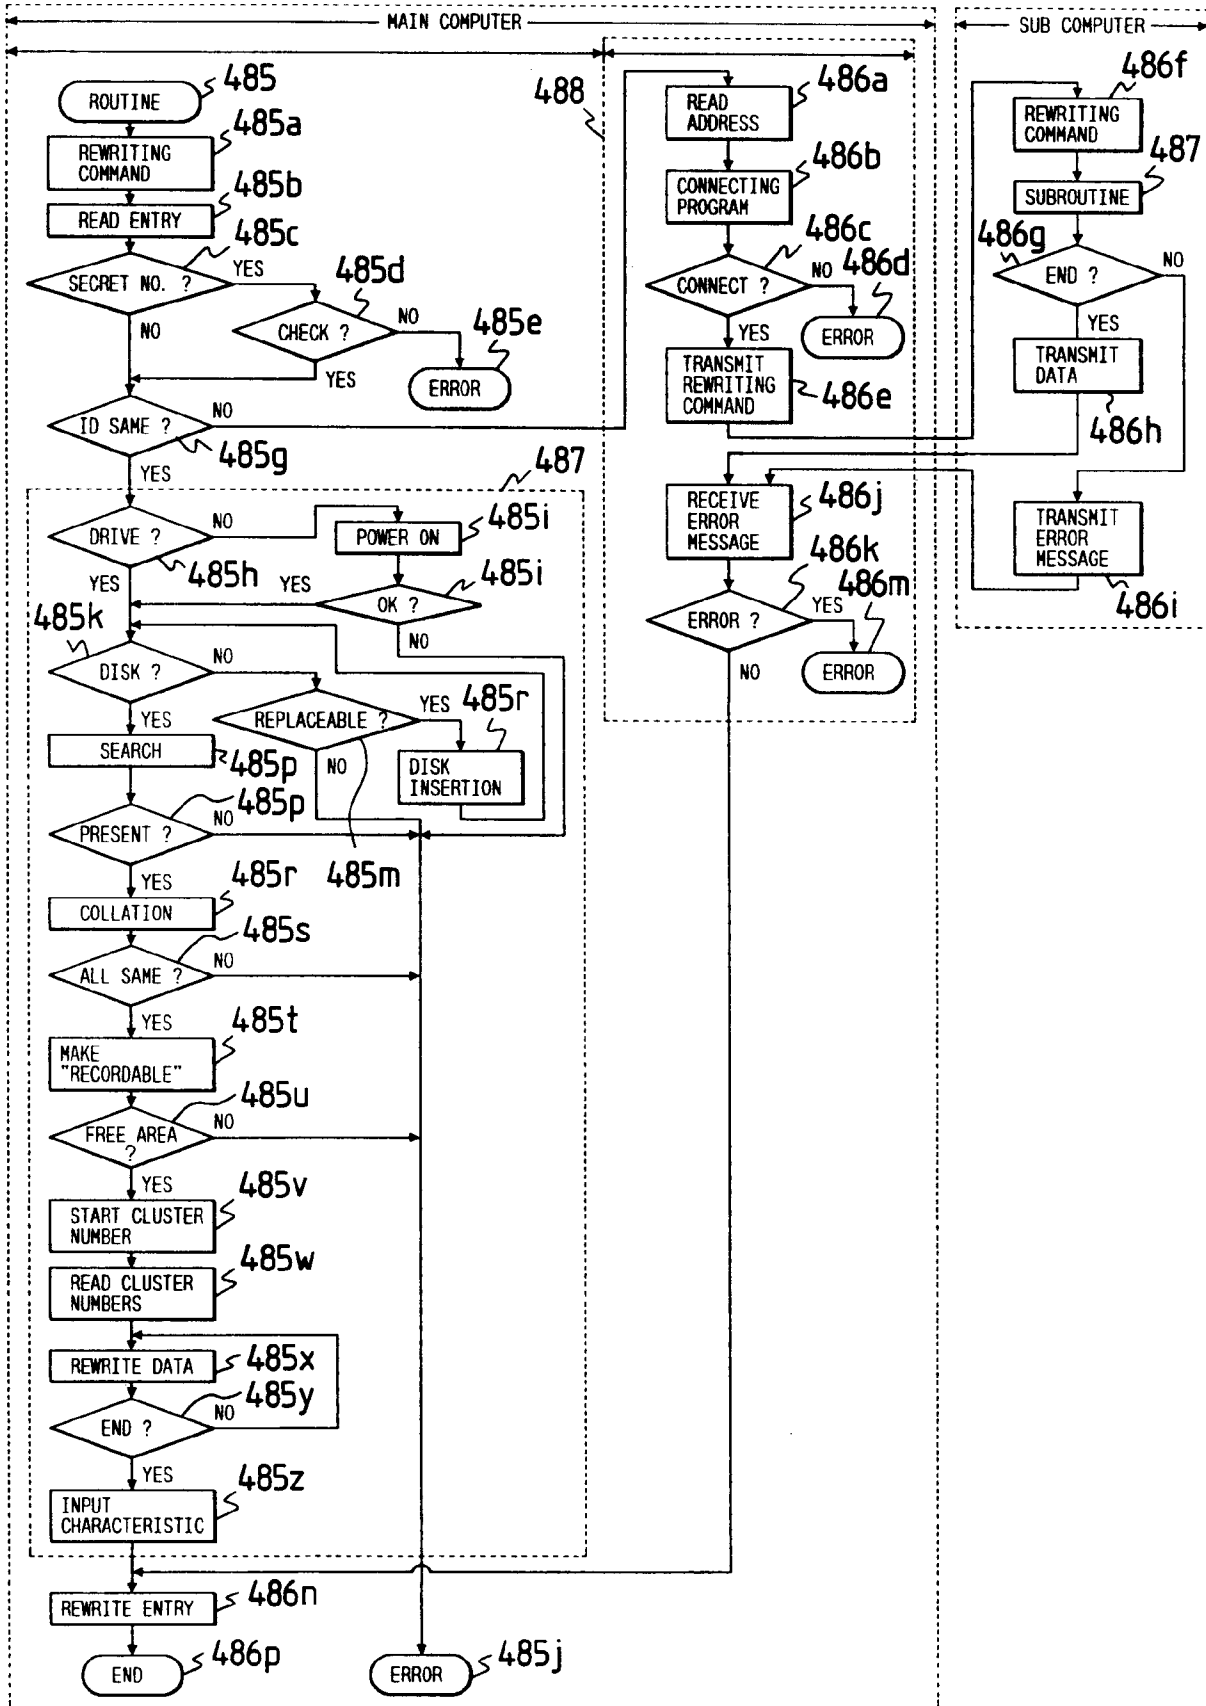 MAIN COMPUTER
SUB COMPUTER
488
ROUTINE
485
REWRITING
COMMAND
485a
READ ENTRY
485b
SECRET NO. ?
485c
YES
NO
CHECK ?
485d
NO
YES
ERROR
485e
ID SAME ?
NO
485g
YES
487
DRIVE ?
NO
485h
YES
POWER ON
485i
OK ?
485i
YES
NO
485k
DISK ?
NO
YES
REPLACEABLE ?
YES
NO
485m
DISK
INSERTION
485r
SEARCH
485p
PRESENT ?
485p
NO
YES
COLLATION
485r
ALL SAME ?
485s
NO
YES
MAKE
"RECORDABLE"
485t
FREE AREA
?
485u
NO
YES
START CLUSTER
NUMBER
485v
READ CLUSTER
NUMBERS
485w
REWRITE DATA
485x
END ?
485y
NO
YES
INPUT
CHARACTERISTIC
485z
REWRITE ENTRY
486n
END
486p
ERROR
485j
READ
ADDRESS
486a
CONNECTING
PROGRAM
486b
CONNECT ?
486c
NO
486d
ERROR
YES
TRANSMIT
REWRITING
COMMAND
486e
RECEIVE
ERROR
MESSAGE
486j
ERROR ?
486k
YES
486m
ERROR
NO
REWRITING
COMMAND
486f
SUBROUTINE
487
486g
END ?
NO
YES
TRANSMIT
DATA
486h
TRANSMIT
ERROR
MESSAGE
486i